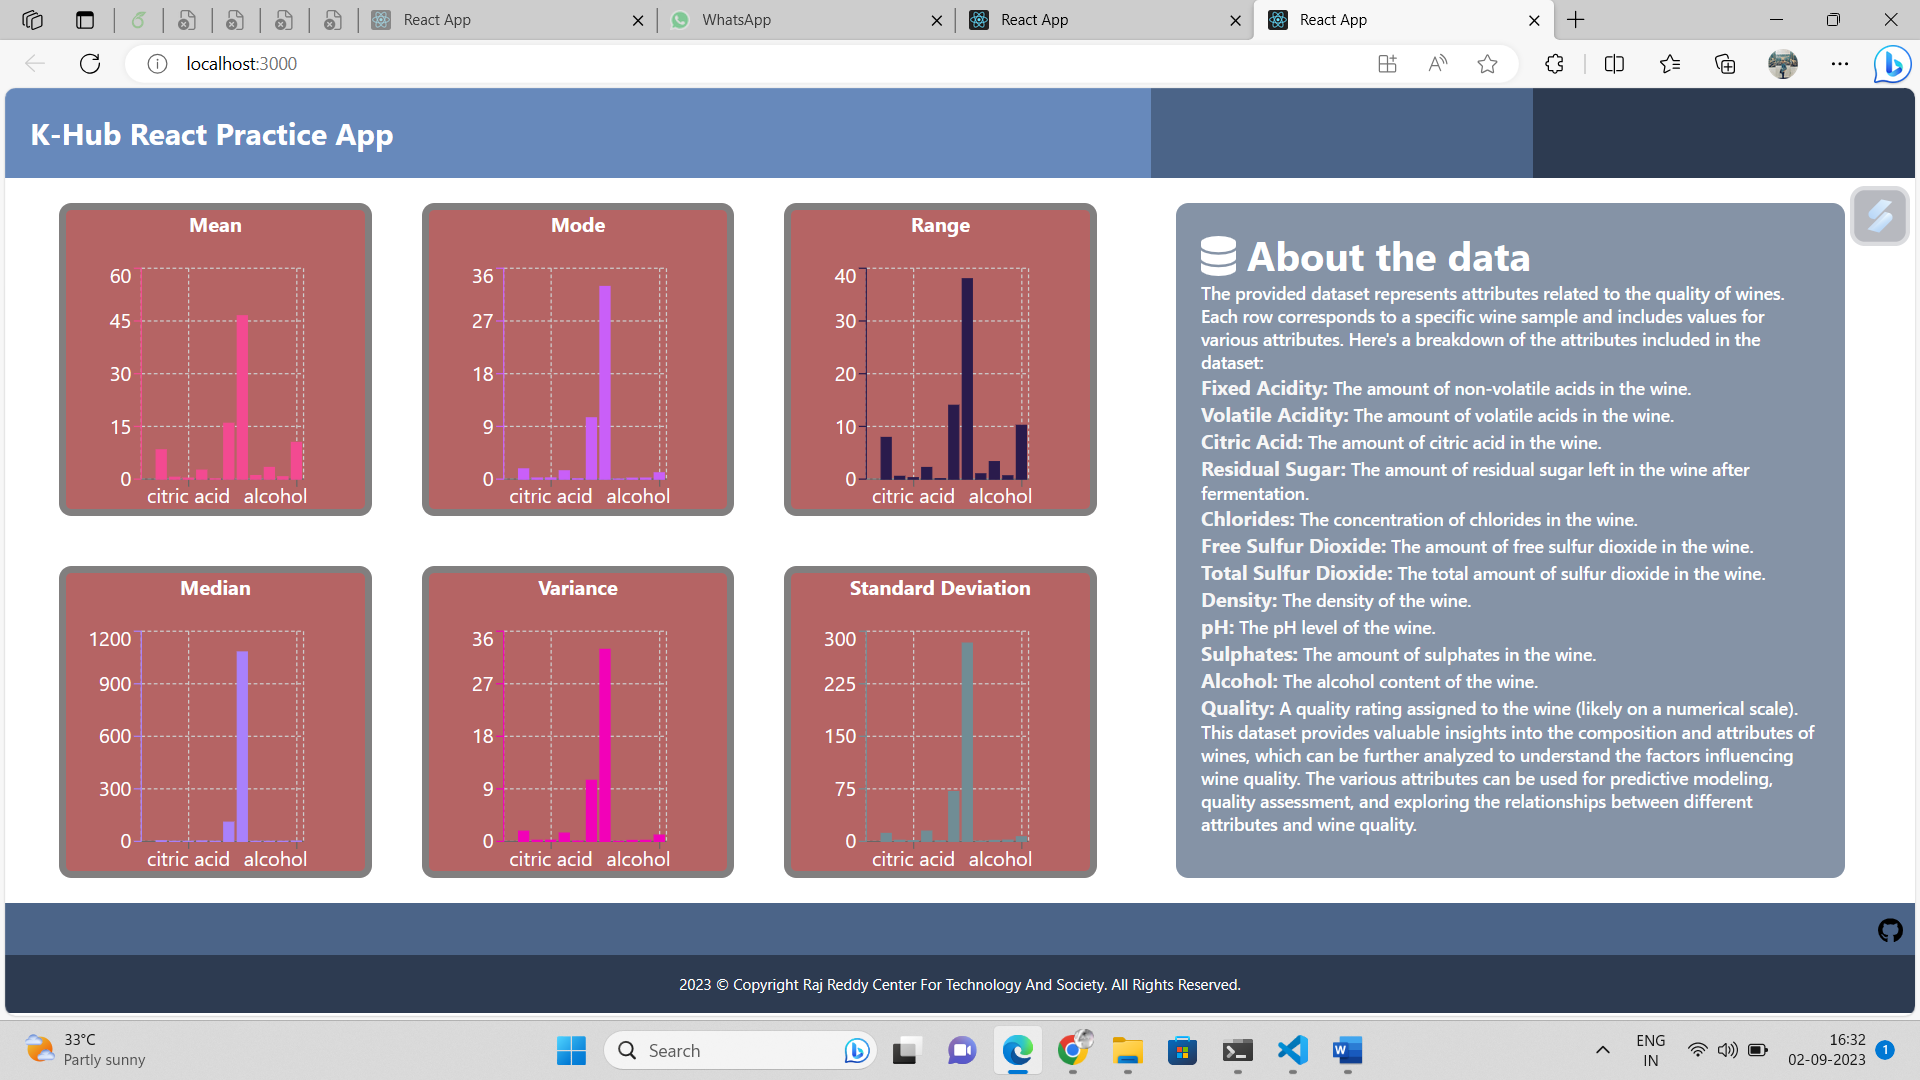 React App
WhatsApp
React App
React App
localhost:3000
K-Hub React Practice App
Mean
60
45
30
15
0
citric acid alcohol
Mode
36
27
18
9
0
citric acid alcohol
Range
40
30
20
10
0
citric acid alcohol
Median
1200
900
600
300
0
citric acid alcohol
Variance
36
27
18
9
0
citric acid alcohol
Standard Deviation
300
225
150
75
0
citric acid alcohol
About the data
The provided dataset represents attributes related to the quality of wines.
Each row corresponds to a specific wine sample and includes values for
various attributes. Here's a breakdown of the attributes included in the
dataset:
Fixed Acidity: The amount of non-volatile acids in the wine.
Volatile Acidity: The amount of volatile acids in the wine.
Citric Acid: The amount of citric acid in the wine.
Residual Sugar: The amount of residual sugar left in the wine after
fermentation.
Chlorides: The concentration of chlorides in the wine.
Free Sulfur Dioxide: The amount of free sulfur dioxide in the wine.
Total Sulfur Dioxide: The total amount of sulfur dioxide in the wine.
Density: The density of the wine.
pH: The pH level of the wine.
Sulphates: The amount of sulphates in the wine.
Alcohol: The alcohol content of the wine.
Quality: A quality rating assigned to the wine (likely on a numerical scale).
This dataset provides valuable insights into the composition and attributes of
wines, which can be further analyzed to understand the factors influencing
wine quality. The various attributes can be used for predictive modeling,
quality assessment, and exploring the relationships between different
attributes and wine quality.
2023 © Copyright Raj Reddy Center For Technology And Society. All Rights Reserved.
33°C
Partly sunny
Search
ENG
IN
16:32
02-09-2023
1